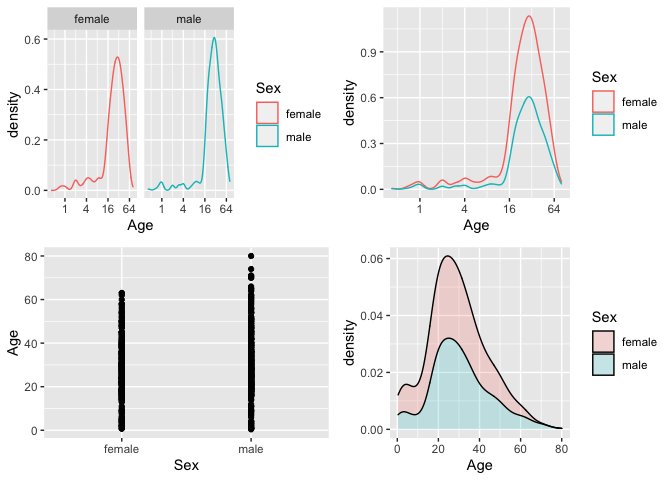 female male
0.6
0.4
0.2
0.0
density
1 4 16 64 1 4 16 64
Age
Sex
female
male
0.9
0.6
0.3
0.0
density
1 4 16 64
Age
Sex
female
male
80
60
40
20
0
Age
female male
Sex
0.06
0.04
0.02
0.00
density
0 20 40 60 80
Age
Sex
female
male